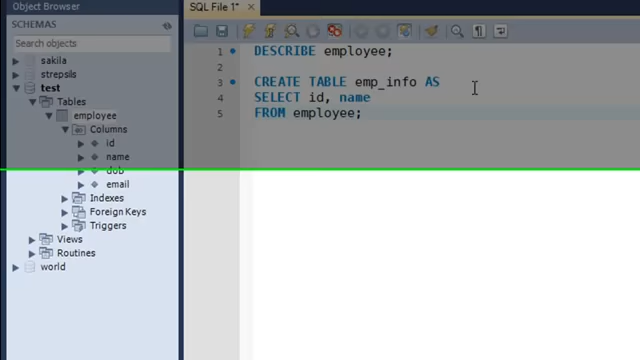 Object Browser
SCHEMAS
Search objects
sakila
strepsils
test
Tables
employee
Columns
id
name
dob
email
Indexes
Foreign Keys
Triggers
Views
Routines
world
SQL File 1* ×
1 DESCRIBE employee;
2
3 CREATE TABLE emp_info AS
4 SELECT id, name
5 FROM employee;